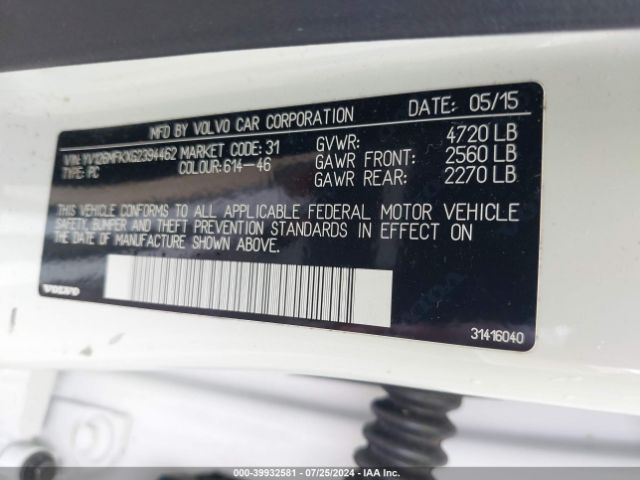 MFD BY VOLVO CAR CORPORATION DATE: 05/15
VIN: YV126MFKXG2394462 MARKET CODE: 31 GVWR: 4720 LB
TYPE: PC COLOUR: 614-46 GAWR FRONT: 2560 LB
GAWR REAR: 2270 LB
THIS VEHICLE CONFORMS TO ALL APPLICABLE FEDERAL MOTOR VEHICLE
SAFETY, BUMPER AND THEFT PREVENTION STANDARDS IN EFFECT ON
THE DATE OF MANUFACTURE SHOWN ABOVE.
VOLVO
31416040
000-39932581 - 07/25/2024 - IAA Inc.